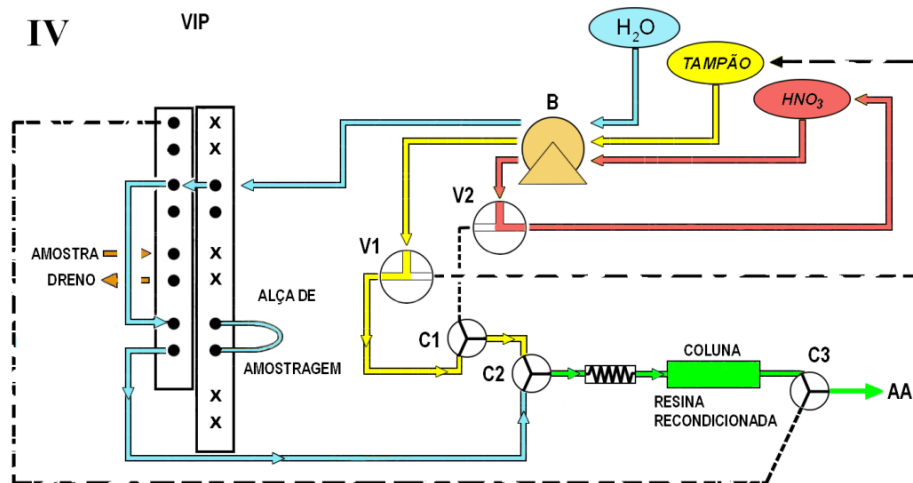 IV
VIP
H₂O
TAMPÃO
HNO₃
B
X
X
V2
V1
AMOSTRA
DRENO
X
X
ALÇA DE
AMOSTRAGEM
C1
C2
COLUNA
C3
AA
RESINA
RECONDICIONADA
X
X